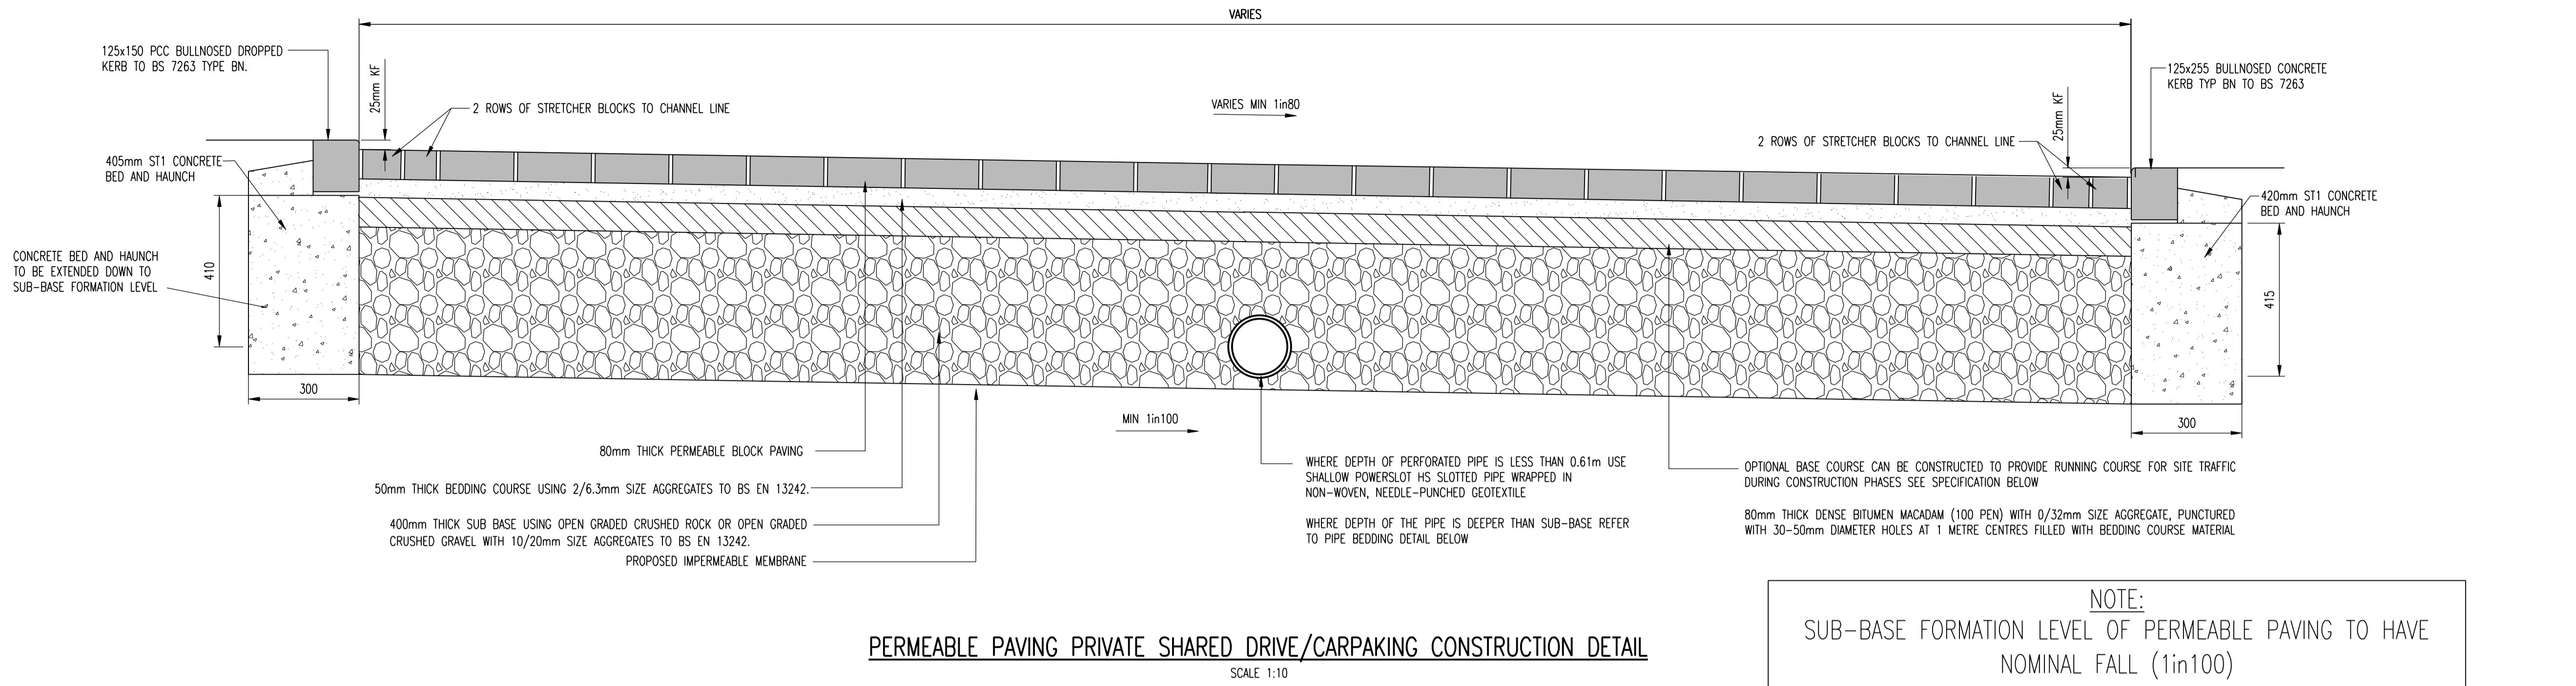 VARIES
125x150 PCC BULLNOSED DROPPED
KERB TO BS 7263 TYPE BN.
25mm KF
2 ROWS OF STRETCHER BLOCKS TO CHANNEL LINE
VARIES MIN 1in80
125x255 BULLNOSED CONCRETE
KERB TYP BN TO BS 7263
25mm KF
2 ROWS OF STRETCHER BLOCKS TO CHANNEL LINE
405mm ST1 CONCRETE
BED AND HAUNCH
420mm ST1 CONCRETE
BED AND HAUNCH
CONCRETE BED AND HAUNCH
TO BE EXTENDED DOWN TO
SUB-BASE FORMATION LEVEL
410
415
300
300
MIN 1in100
80mm THICK PERMEABLE BLOCK PAVING
50mm THICK BEDDING COURSE USING 2/6.3mm SIZE AGGREGATES TO BS EN 13242.
400mm THICK SUB BASE USING OPEN GRADED CRUSHED ROCK OR OPEN GRADED
CRUSHED GRAVEL WITH 10/20mm SIZE AGGREGATES TO BS EN 13242.
PROPOSED IMPERMEABLE MEMBRANE
WHERE DEPTH OF PERFORATED PIPE IS LESS THAN 0.61m USE
SHALLOW POWERSLOT HS SLOTTED PIPE WRAPPED IN
NON-WOVEN, NEEDLE-PUNCHED GEOTEXTILE
WHERE DEPTH OF THE PIPE IS DEEPER THAN SUB-BASE REFER
TO PIPE BEDDING DETAIL BELOW
OPTIONAL BASE COURSE CAN BE CONSTRUCTED TO PROVIDE RUNNING COURSE FOR SITE TRAFFIC
DURING CONSTRUCTION PHASES SEE SPECIFICATION BELOW
80mm THICK DENSE BITUMEN MACADAM (100 PEN) WITH 0/32mm SIZE AGGREGATE, PUNCTURED
WITH 30-50mm DIAMETER HOLES AT 1 METRE CENTRES FILLED WITH BEDDING COURSE MATERIAL
PERMEABLE PAVING PRIVATE SHARED DRIVE/CARPAKING CONSTRUCTION DETAIL
SCALE 1:10
NOTE:
SUB-BASE FORMATION LEVEL OF PERMEABLE PAVING TO HAVE
NOMINAL FALL (1in100)